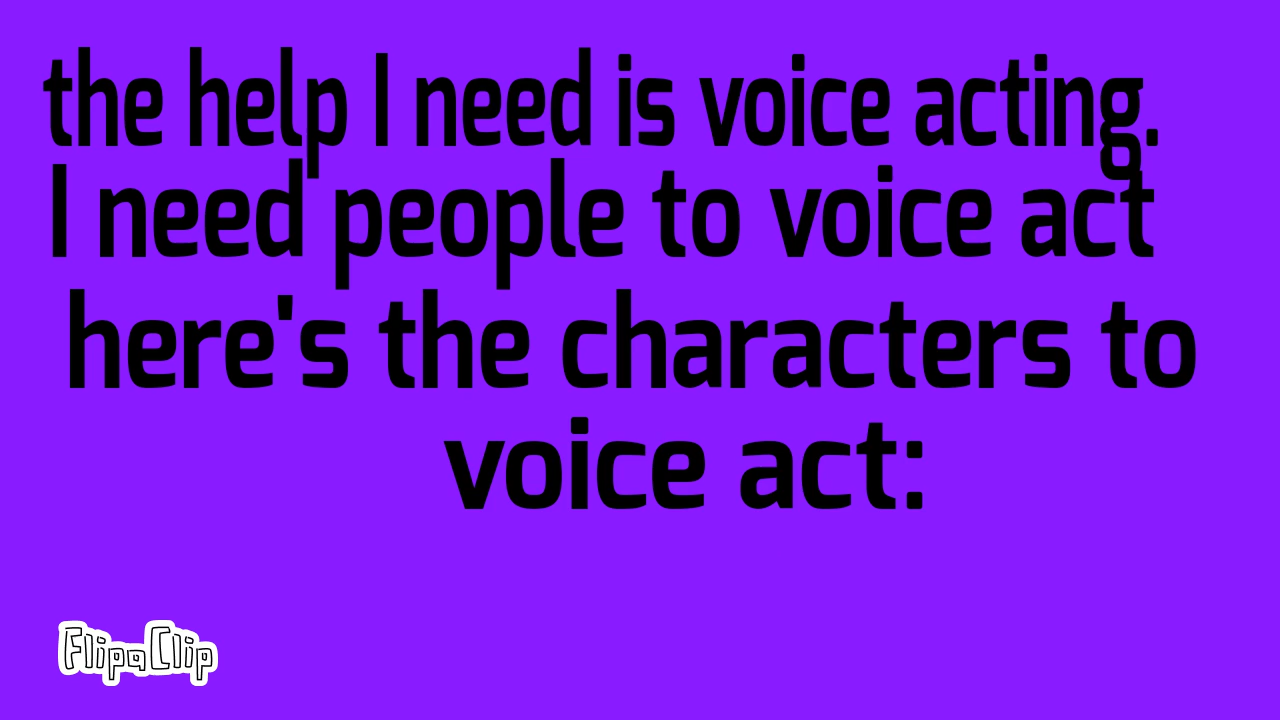 the help I need is voice acting.
I need people to voice act
here's the characters to
voice act:
FlipaClip